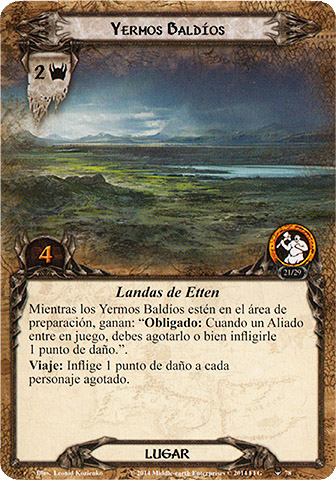 Yermos Baldíos
2
4
21/29
Landas de Etten
Mientras los Yermos Baldíos estén en el área de
preparación, ganan: “Obligado: Cuando un Aliado
entre en juego, debes agotarlo o bien infligirle
1 punto de daño.”.
Viaje: Inflige 1 punto de daño a cada
personaje agotado.
LUGAR
Ilus. Leonid Kozienko
©2014 Middle-earth Enterprises ©2014 FFG
78